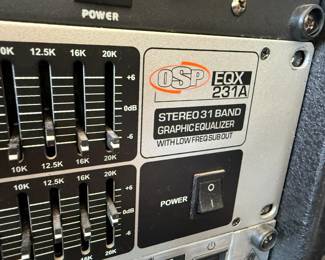 POWER
10K 12.5K 16K 20K
+6
0dB
-6
10K 12.5K 16K 20K
OSP EQX
231A
STEREO 31 BAND
GRAPHIC EQUALIZER
WITH LOW FREQ SUB OUT
10K 12.5K 16K 20K
+6
0dB
-6
10K 12.5K 16K 20K
POWER